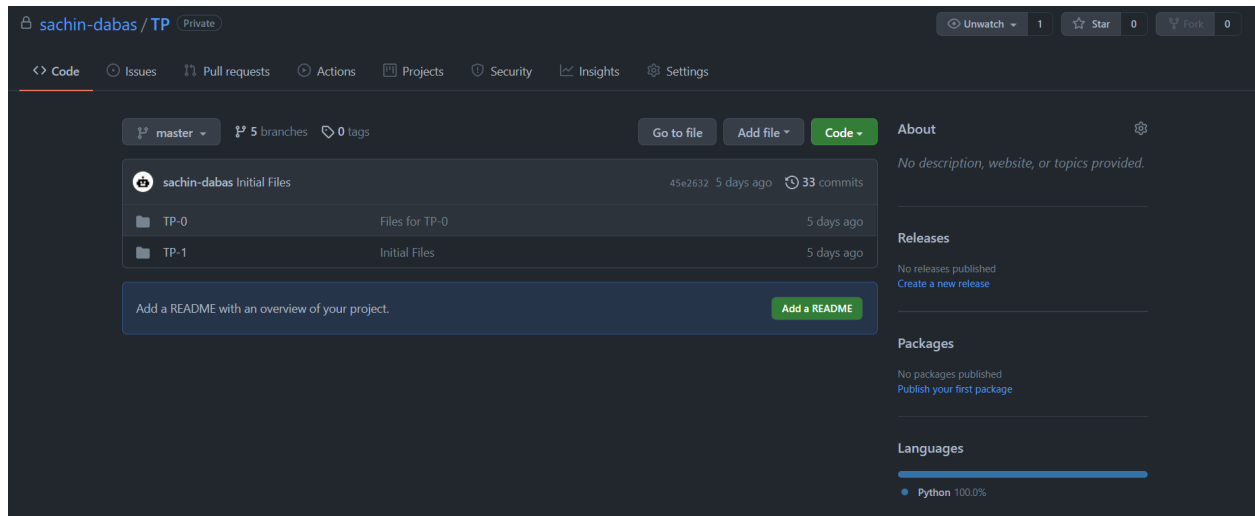 sachin-dabas / TP Private Unwatch 1 Star 0 Fork 0
Code Issues Pull requests Actions Projects Security Insights Settings
master 5 branches 0 tags Go to file Add file Code
sachin-dabas Initial Files 45e2632 5 days ago 33 commits
TP-0 Files for TP-0 5 days ago
TP-1 Initial Files 5 days ago
Add a README with an overview of your project. Add a README
About
No description, website, or topics provided.
Releases
No releases published
Create a new release
Packages
No packages published
Publish your first package
Languages
Python 100.0%